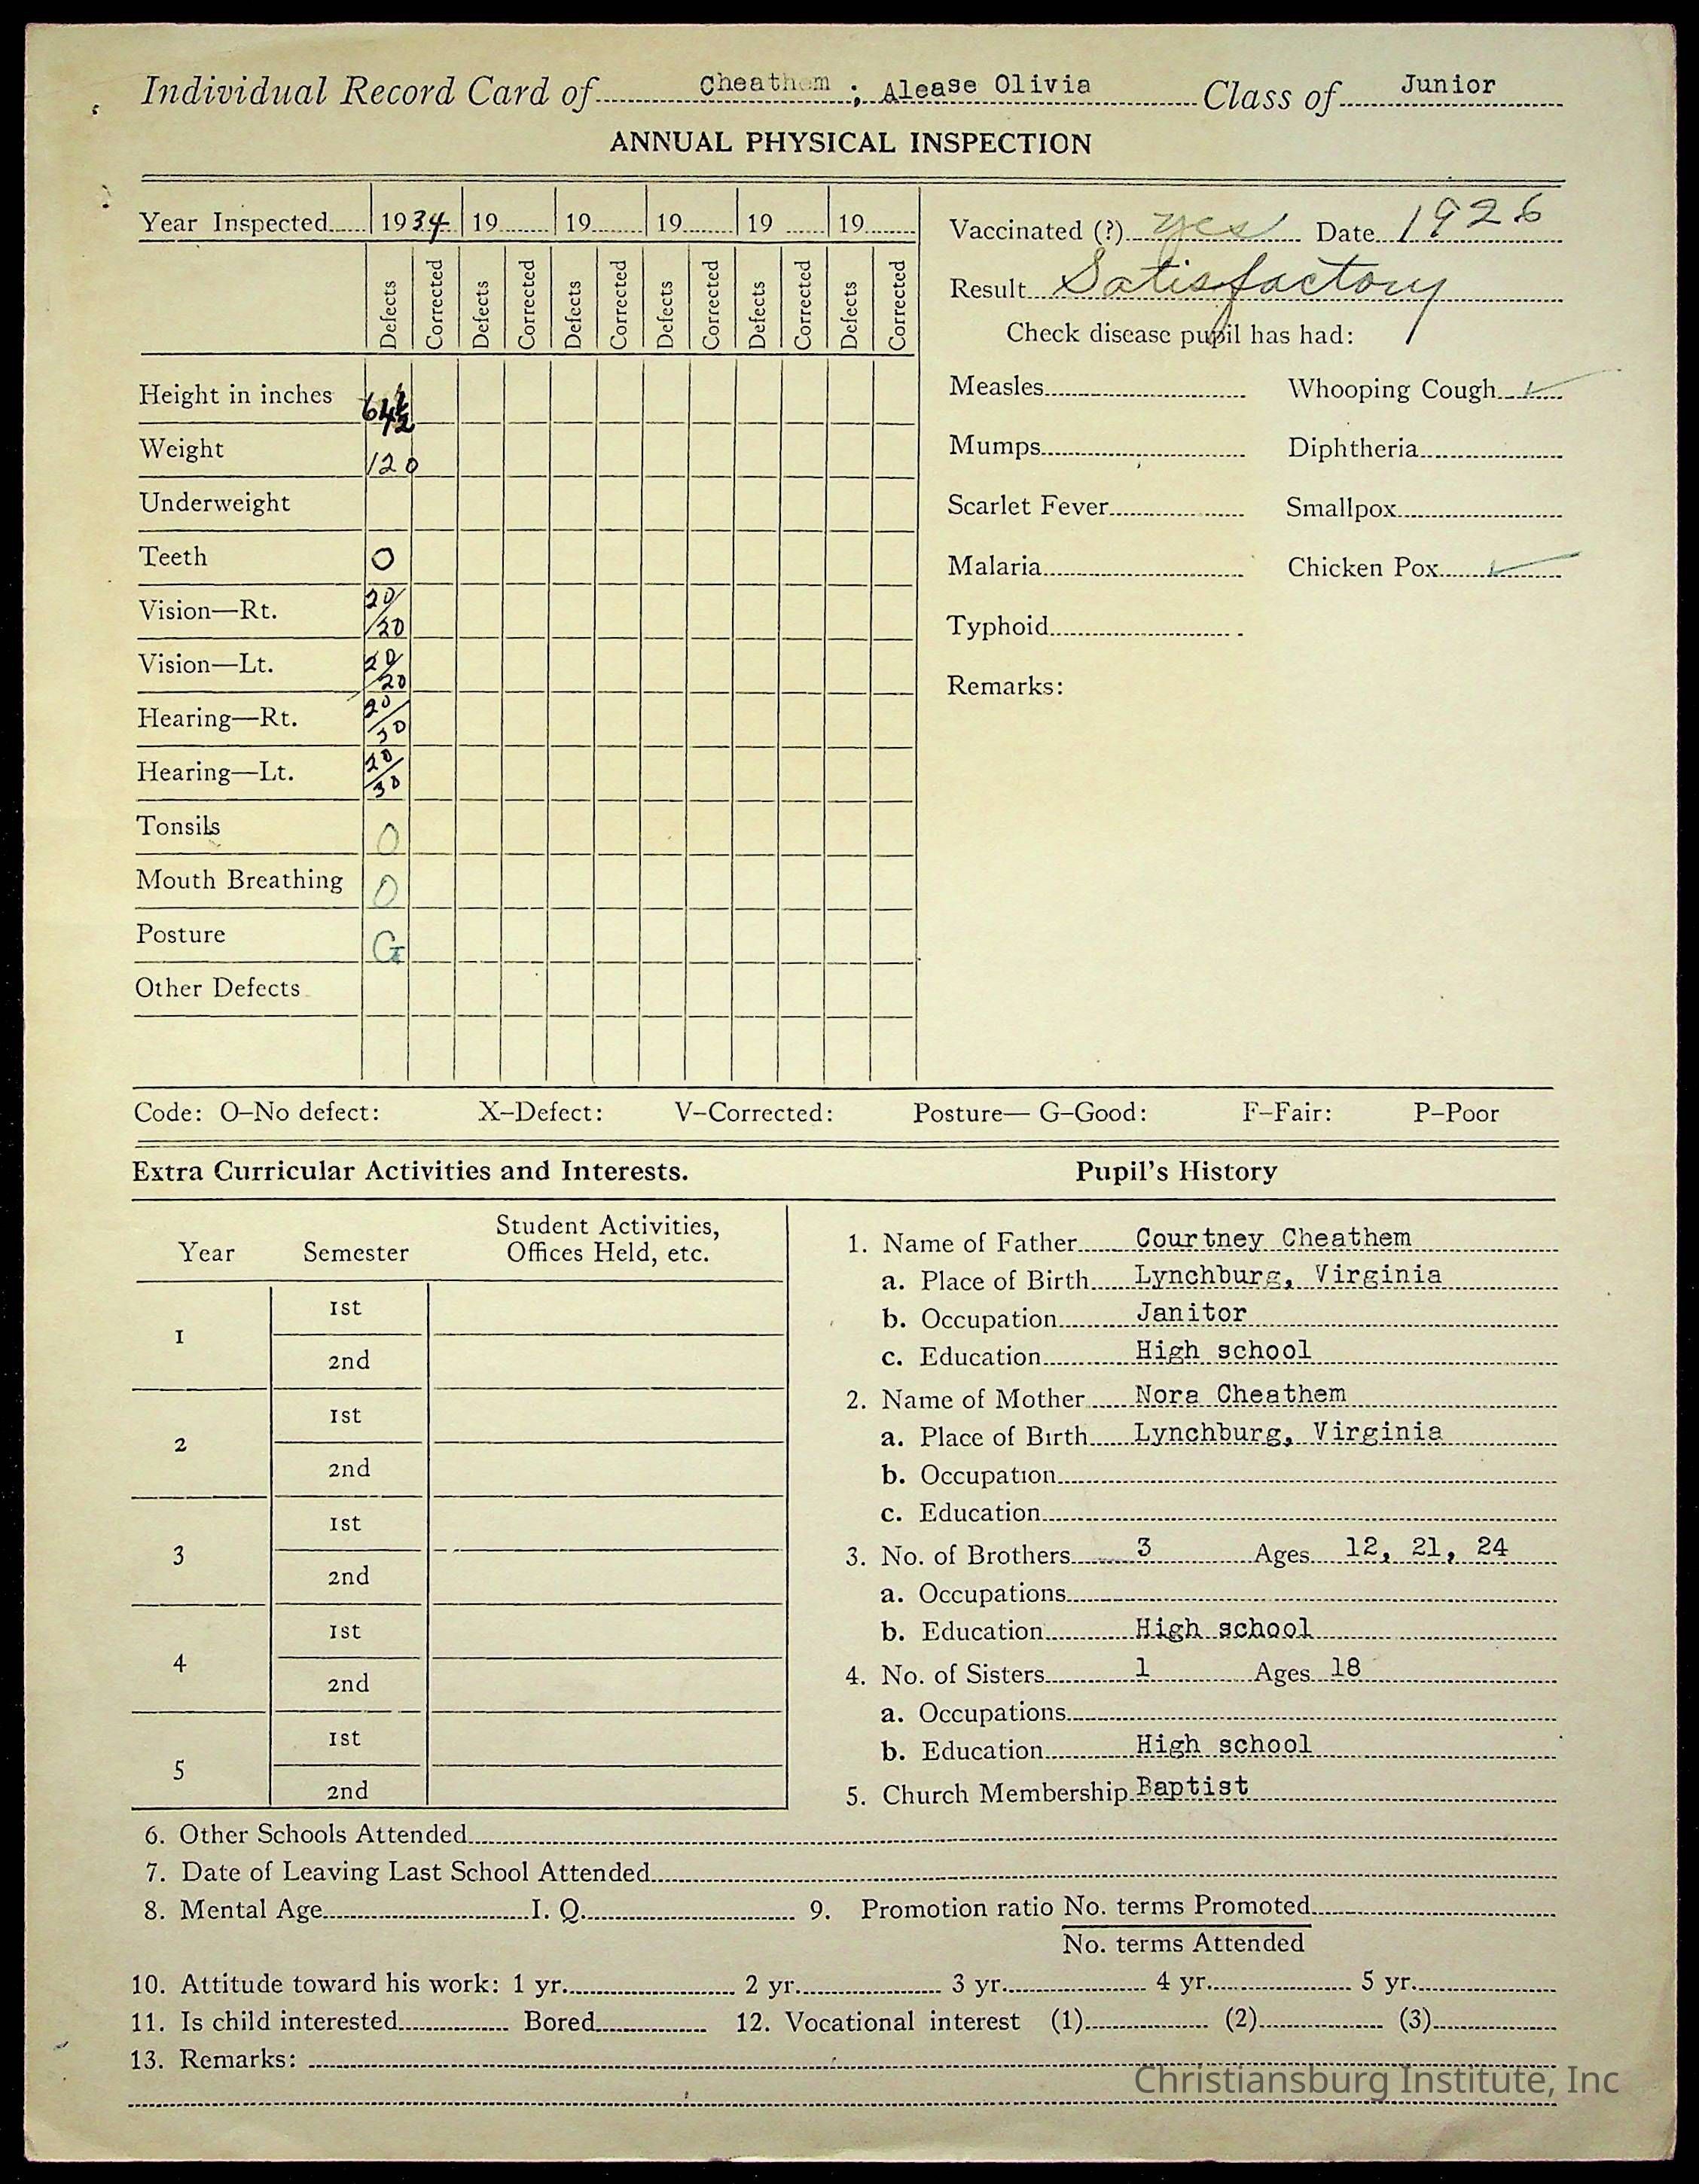 Individual Record Card of Cheathem ; Alease Olivia Class of Junior
ANNUAL PHYSICAL INSPECTION
Year Inspected 1934 19 19 19 19 19
Defects Corrected Defects Corrected Defects Corrected Defects Corrected Defects Corrected Defects Corrected
Height in inches 64 1/2
Weight 120
Underweight
Teeth O
Vision—Rt. 20/20
Vision—Lt. 20/20
Hearing—Rt. 20/30
Hearing—Lt. 20/30
Tonsils O
Mouth Breathing O
Posture G
Other Defects
Vaccinated (?) yes Date 1926
Result Satisfactory
Check disease pupil has had:
Measles Whooping Cough ✓
Mumps Diphtheria
Scarlet Fever Smallpox
Malaria Chicken Pox ✓
Typhoid
Remarks:
Code: O–No defect: X–Defect: V–Corrected: Posture— G–Good: F–Fair: P–Poor
Extra Curricular Activities and Interests.
Year Semester Student Activities, Offices Held, etc.
1 1st
2nd
2 1st
2nd
3 1st
2nd
4 1st
2nd
5 1st
2nd
Pupil's History
1. Name of Father Courtney Cheathem
a. Place of Birth Lynchburg, Virginia
b. Occupation Janitor
c. Education High school
2. Name of Mother Nora Cheathem
a. Place of Birth Lynchburg, Virginia
b. Occupation
c. Education
3. No. of Brothers 3 Ages 12, 21, 24
a. Occupations
b. Education High school
4. No. of Sisters 1 Ages 18
a. Occupations
b. Education High school
5. Church Membership Baptist
6. Other Schools Attended
7. Date of Leaving Last School Attended
8. Mental Age I. Q. 9. Promotion ratio No. terms Promoted
No. terms Attended
10. Attitude toward his work: 1 yr. 2 yr. 3 yr. 4 yr. 5 yr.
11. Is child interested Bored 12. Vocational interest (1) (2) (3)
13. Remarks:
Christiansburg Institute, Inc